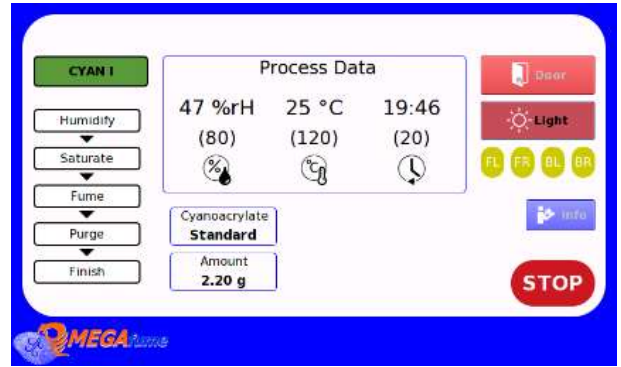 CYAN I
Humidify
Saturate
Fume
Purge
Finish
Process Data
47 %rH 25 °C 19:46
(80) (120) (20)
% °C
Cyanoacrylate
Standard
Amount
2.20 g
Door
Light
FL FR BL BR
Info
STOP
OMEGAfume